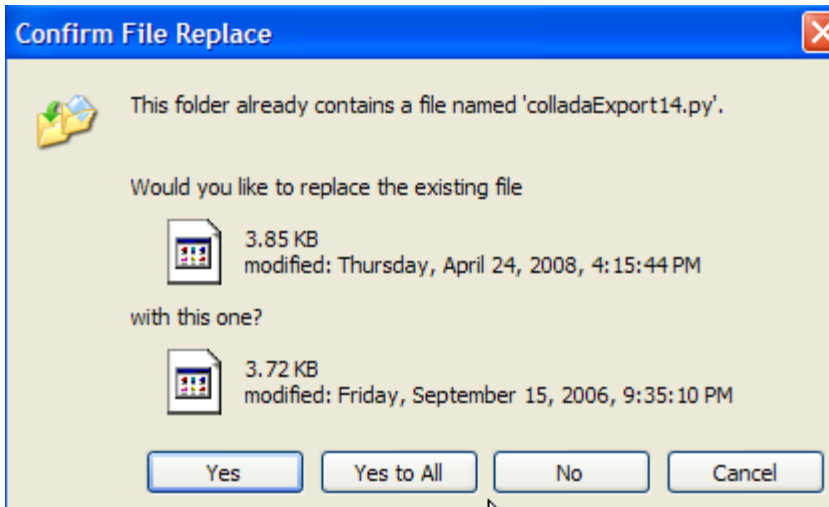 Confirm File Replace
This folder already contains a file named 'colladaExport14.py'.
Would you like to replace the existing file
3.85 KB
modified: Thursday, April 24, 2008, 4:15:44 PM
with this one?
3.72 KB
modified: Friday, September 15, 2006, 9:35:10 PM
Yes Yes to All No Cancel